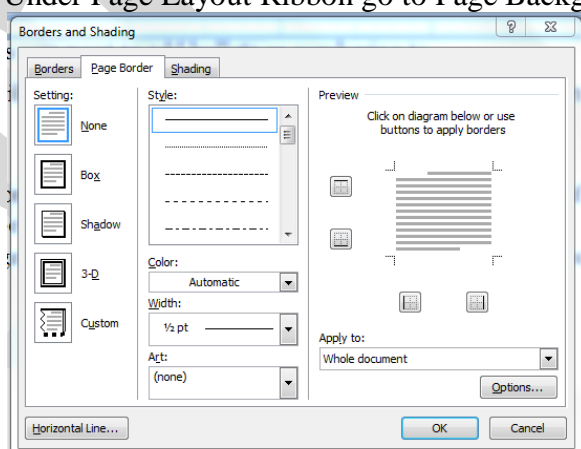 Under Page Layout Ribbon go to Page Backg
Borders and Shading
Borders Page Border Shading
Setting:
None
Box
Shadow
3-D
Custom
Style:
Color:
Automatic
Width:
½ pt
Art:
(none)
Preview
Click on diagram below or use
buttons to apply borders
Apply to:
Whole document
Options...
Horizontal Line...
OK Cancel